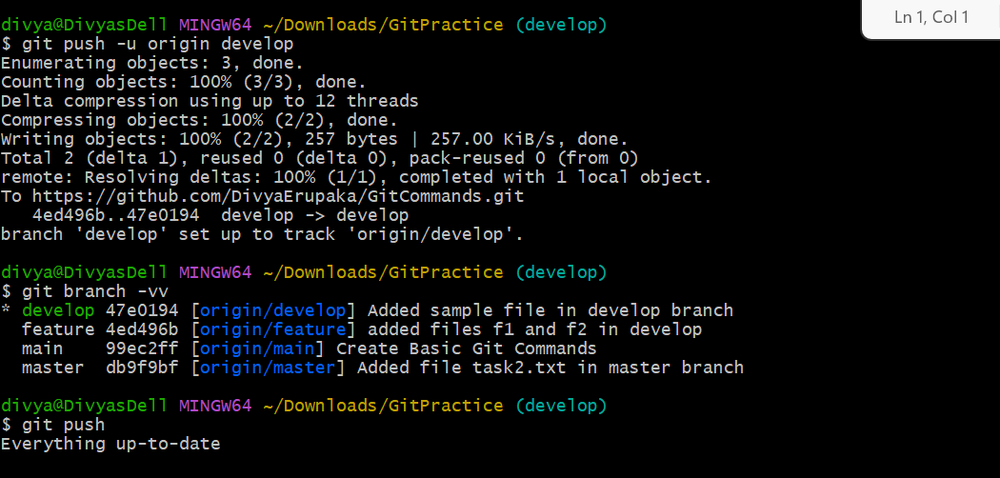 divya@DivyasDell MINGW64 ~/Downloads/GitPractice (develop)
Ln 1, Col 1
$ git push -u origin develop
Enumerating objects: 3, done.
Counting objects: 100% (3/3), done.
Delta compression using up to 12 threads
Compressing objects: 100% (2/2), done.
Writing objects: 100% (2/2), 257 bytes | 257.00 KiB/s, done.
Total 2 (delta 1), reused 0 (delta 0), pack-reused 0 (from 0)
remote: Resolving deltas: 100% (1/1), completed with 1 local object.
To https://github.com/DivyaErupaka/GitCommands.git
   4ed496b..47e0194  develop -> develop
branch 'develop' set up to track 'origin/develop'.
divya@DivyasDell MINGW64 ~/Downloads/GitPractice (develop)
$ git branch -vv
* develop 47e0194 [origin/develop] Added sample file in develop branch
  feature 4ed496b [origin/feature] added files f1 and f2 in develop
  main    99ec2ff [origin/main] Create Basic Git Commands
  master  db9f9bf [origin/master] Added file task2.txt in master branch
divya@DivyasDell MINGW64 ~/Downloads/GitPractice (develop)
$ git push
Everything up-to-date